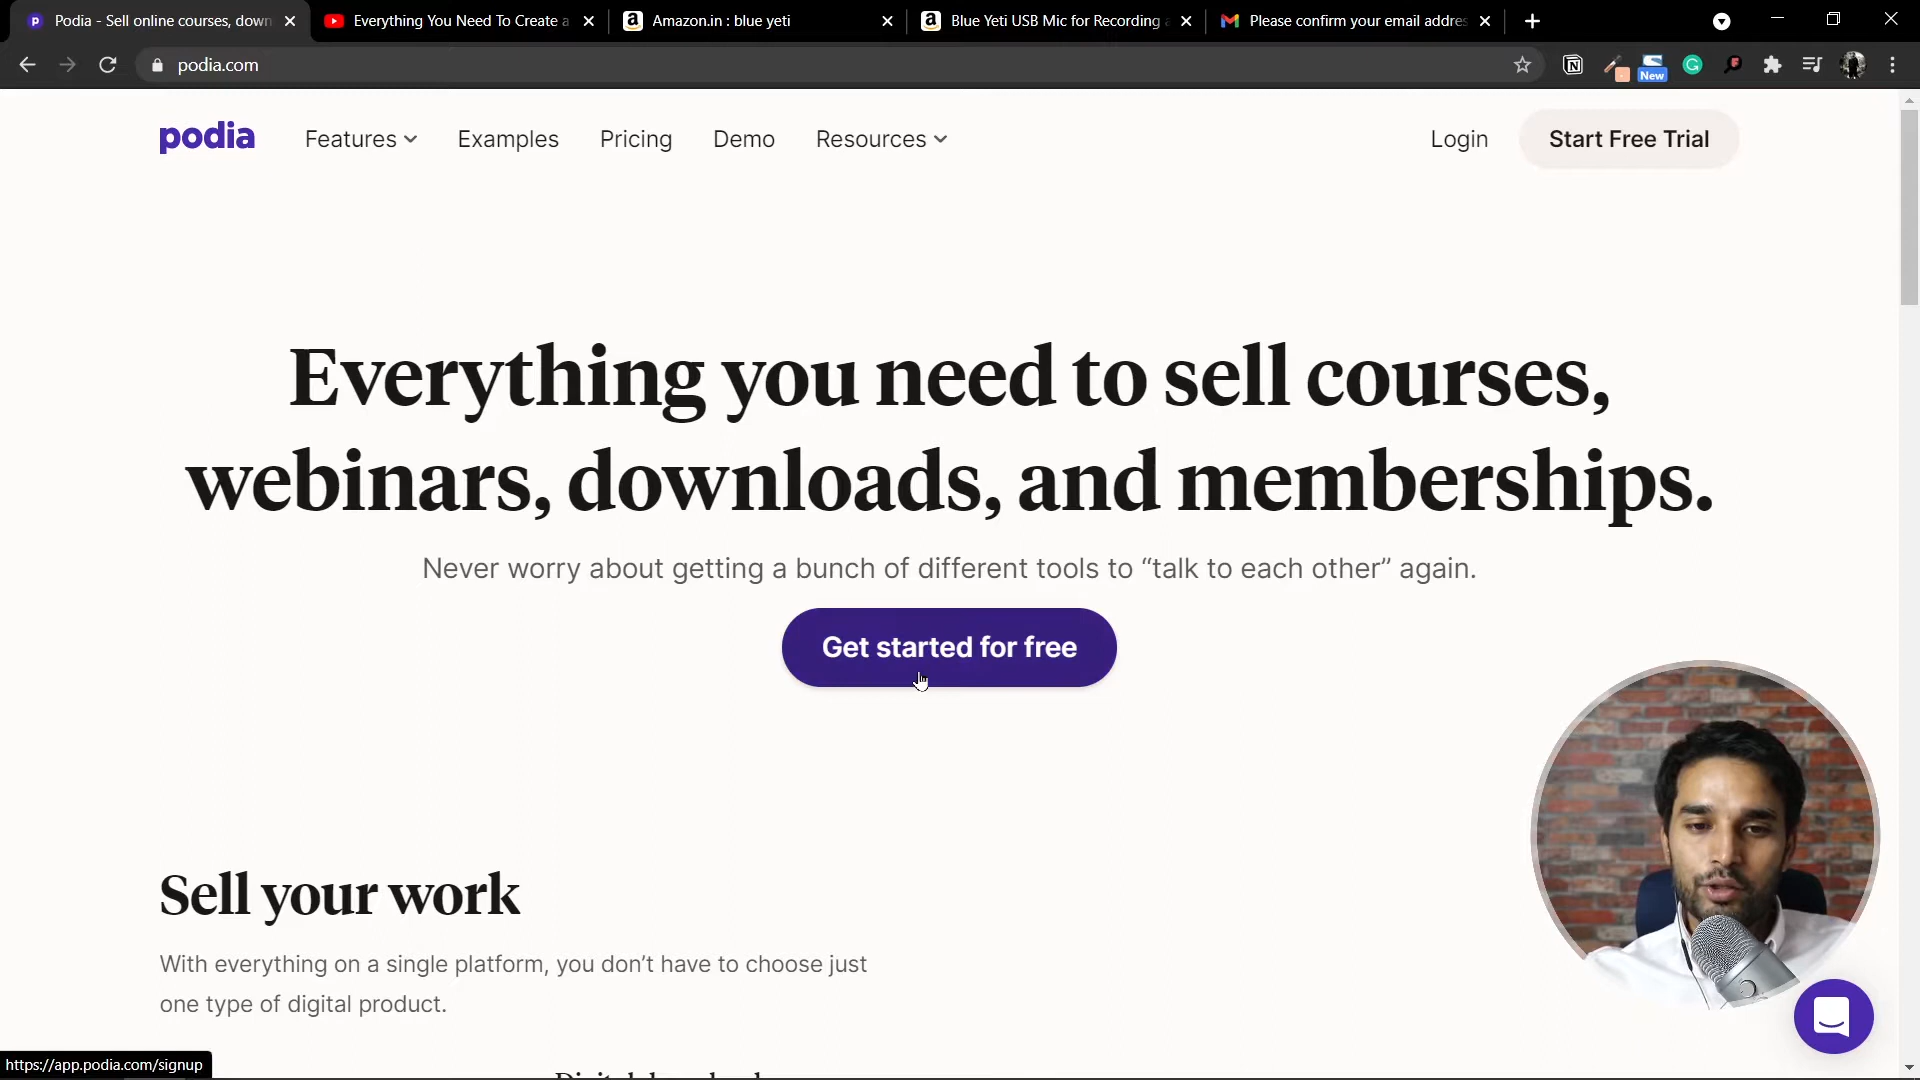 Podia - Sell online courses, down
Everything You Need To Create a
Amazon.in : blue yeti
Blue Yeti USB Mic for Recording a
Please confirm your email addres
podia.com
New
podia
Features
Examples
Pricing
Demo
Resources
Login
Start Free Trial
Everything you need to sell courses,
webinars, downloads, and memberships.
Never worry about getting a bunch of different tools to “talk to each other” again.
Get started for free
Sell your work
With everything on a single platform, you don’t have to choose just
one type of digital product.
https://app.podia.com/signup